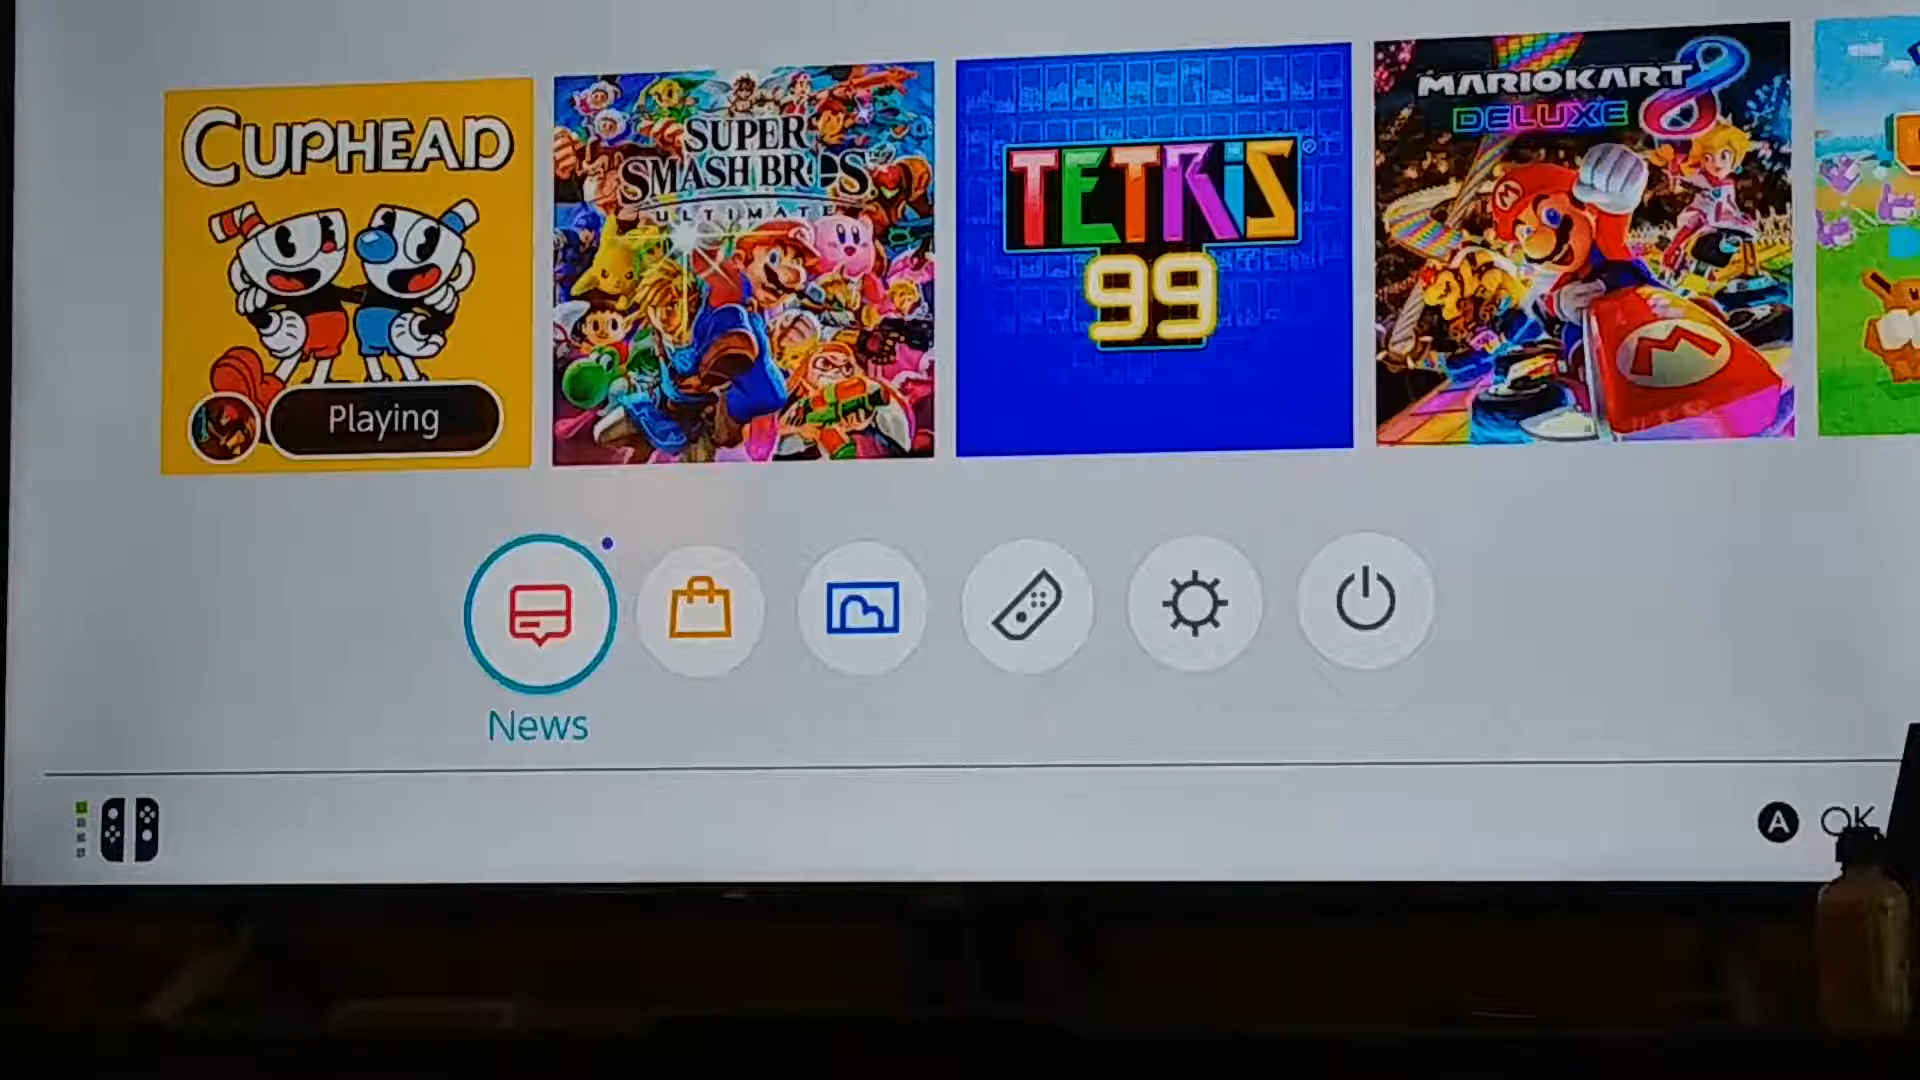 CUPHEAD
Playing
SUPER
SMASH BROS.
ULTIMATE
TETRIS
99
MARIOKART 8
DELUXE
News
A OK